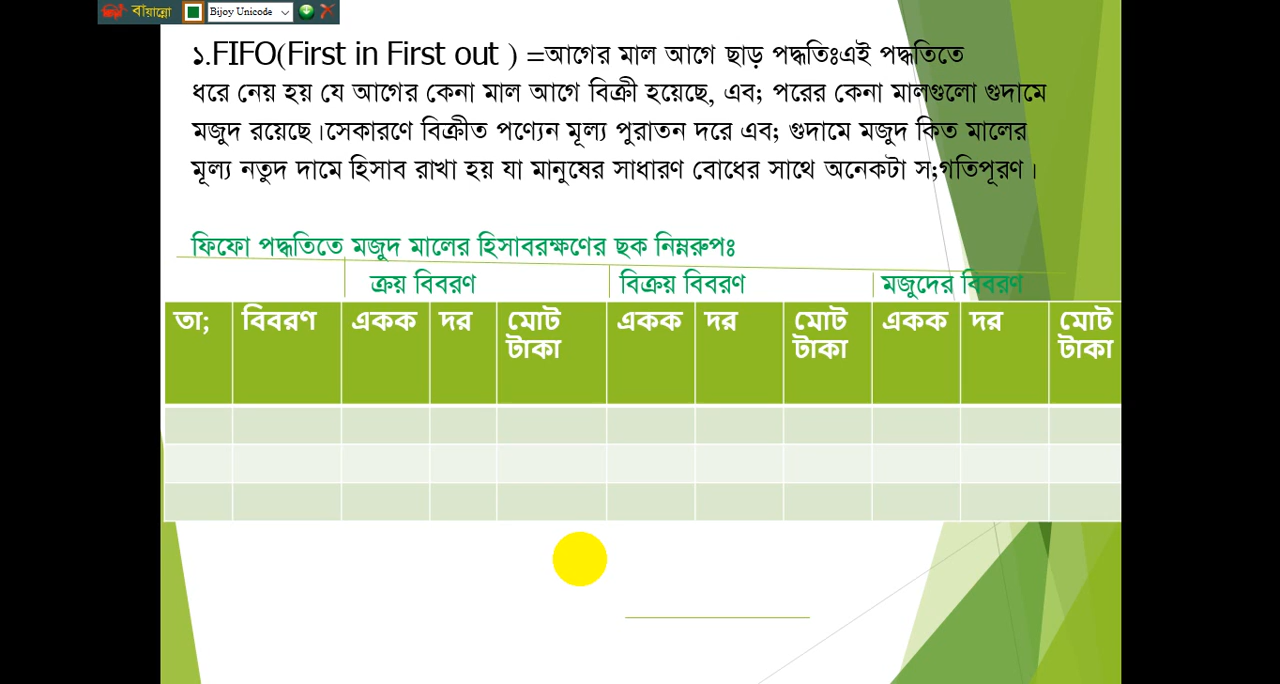 বায়ান্নো Bijoy Unicode
১.FIFO(First in First out ) =আগের মাল আগে ছাড় পদ্ধতিঃএই পদ্ধতিতে
ধরে নেয় হয় যে আগের কেনা মাল আগে বিক্রী হয়েছে, এব; পরের কেনা মালগুলো গুদামে
মজুদ রয়েছে।সেকারণে বিক্রীত পণ্যেন মূল্য পুরাতন দরে এব; গুদামে মজুদ কিত মালের
মূল্য নতুদ দামে হিসাব রাখা হয় যা মানুষের সাধারণ বোধের সাথে অনেকটা স;গতিপূরণ।
ফিফো পদ্ধতিতে মজুদ মালের হিসাবরক্ষণের ছক নিম্নরুপঃ
ক্রয় বিবরণ বিক্রয় বিবরণ মজুদের বিবরণ
তা; বিবরণ একক দর মোট টাকা একক দর মোট টাকা একক দর মোট টাকা